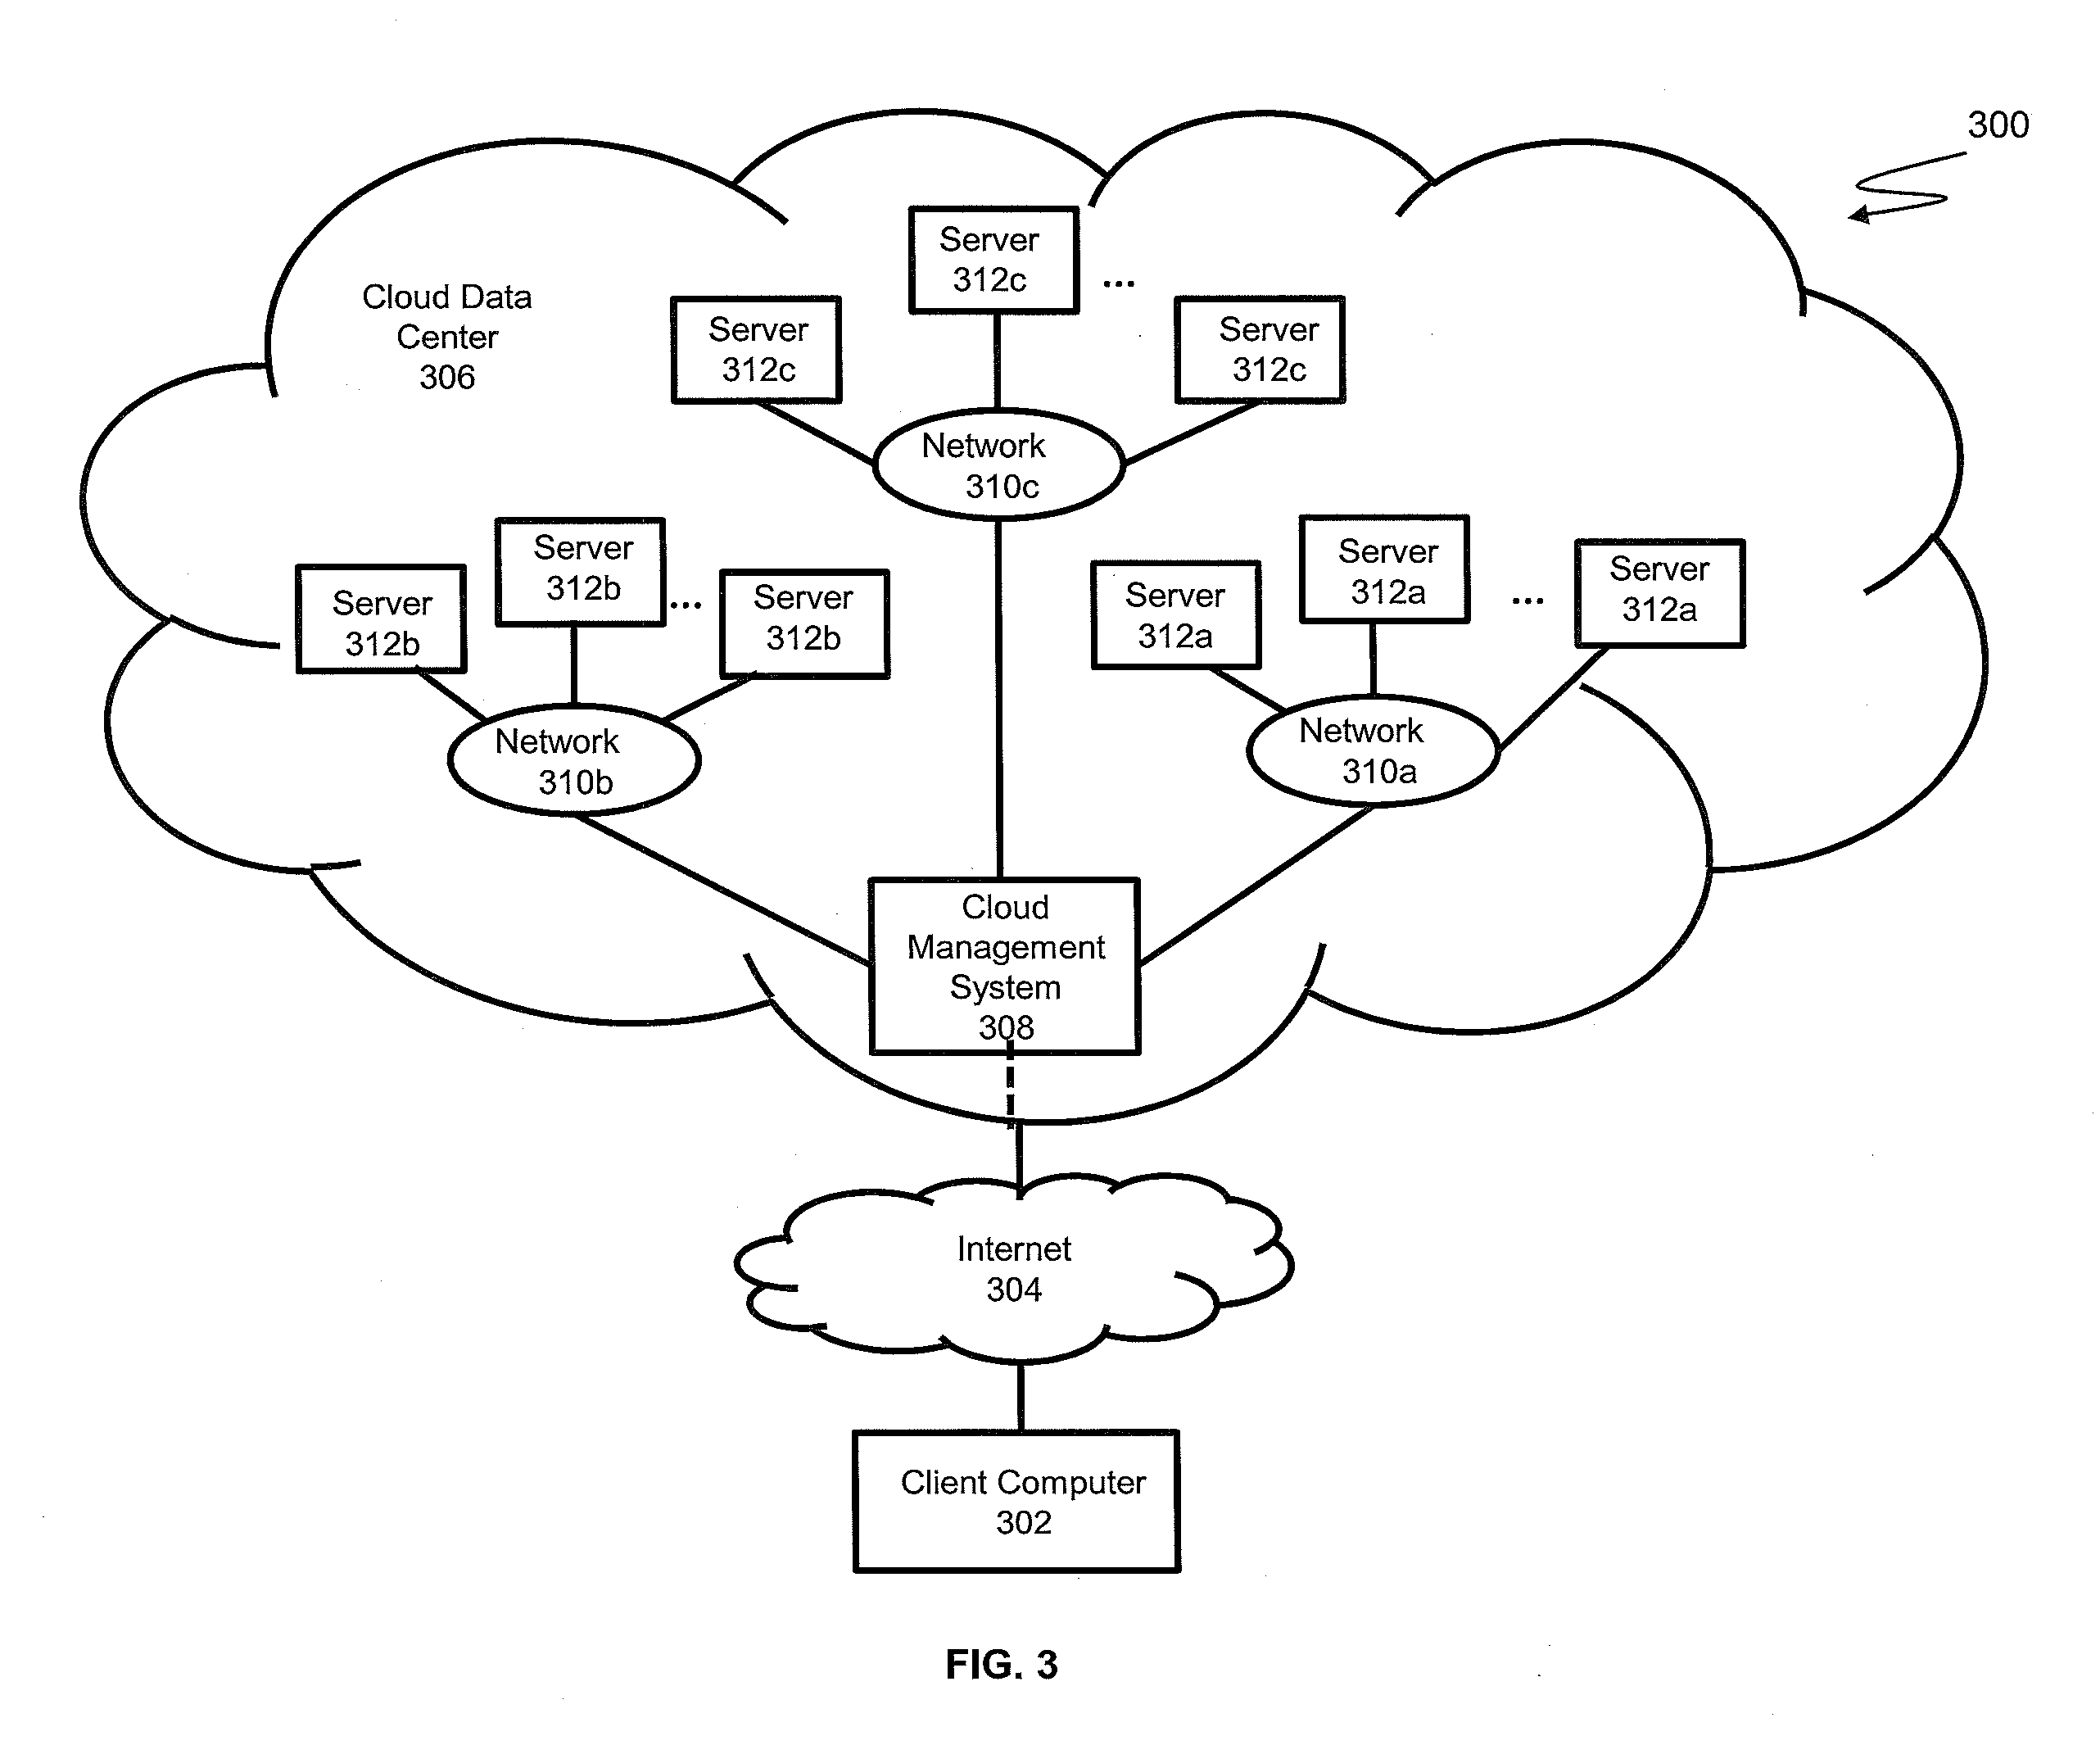 300
Server
312c
...
Cloud Data
Center
306
Server
312c
Server
312c
Network
310c
Server
312b
Server
312b
...
Server
312b
Server
312a
Server
312a
...
Server
312a
Network
310b
Network
310a
Cloud
Management
System
308
Internet
304
Client Computer
302
FIG. 3